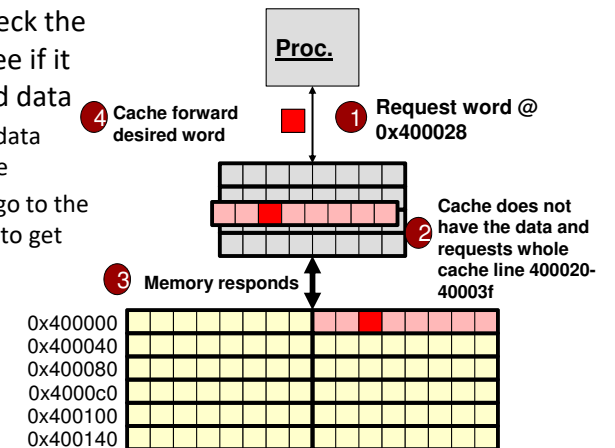 eck the
ee if it
d data
data
e
go to the
to get
Proc.
4 Cache forward
desired word
1 Request word @
0x400028
2 Cache does not
have the data and
requests whole
cache line 400020-
40003f
3 Memory responds
0x400000
0x400040
0x400080
0x4000c0
0x400100
0x400140